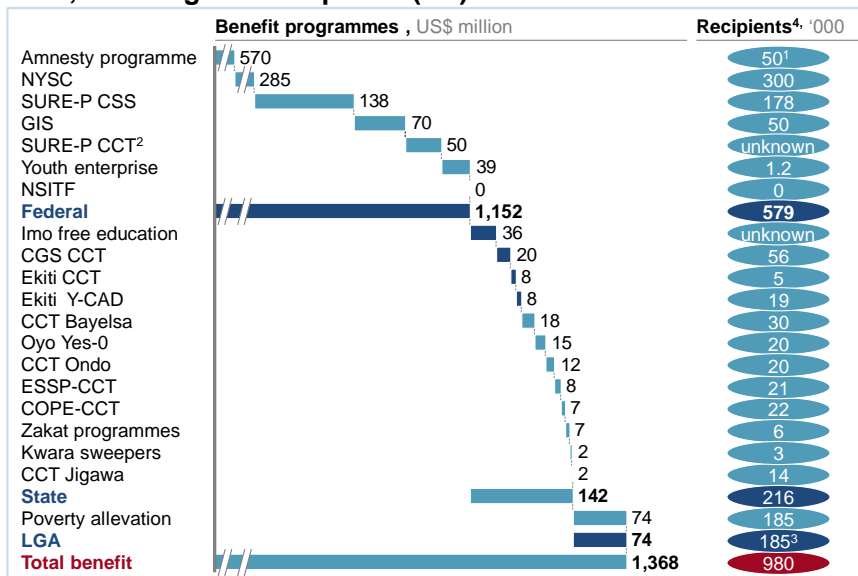 Benefit programmes , US$ million Recipients⁴, ‘000
Amnesty programme 570 50¹
NYSC 285 300
SURE-P CSS 138 178
GIS 70 50
SURE-P CCT² 50 unknown
Youth enterprise 39 1.2
NSITF 0 0
Federal 1,152 579
Imo free education 36 unknown
CGS CCT 20 56
Ekiti CCT 8 5
Ekiti Y-CAD 8 19
CCT Bayelsa 18 30
Oyo Yes-0 15 20
CCT Ondo 12 20
ESSP-CCT 8 21
COPE-CCT 7 22
Zakat programmes 7 6
Kwara sweepers 2 3
CCT Jigawa 2 14
State 142 216
Poverty allevation 74 185
LGA 74 185³
Total benefit 1,368 980